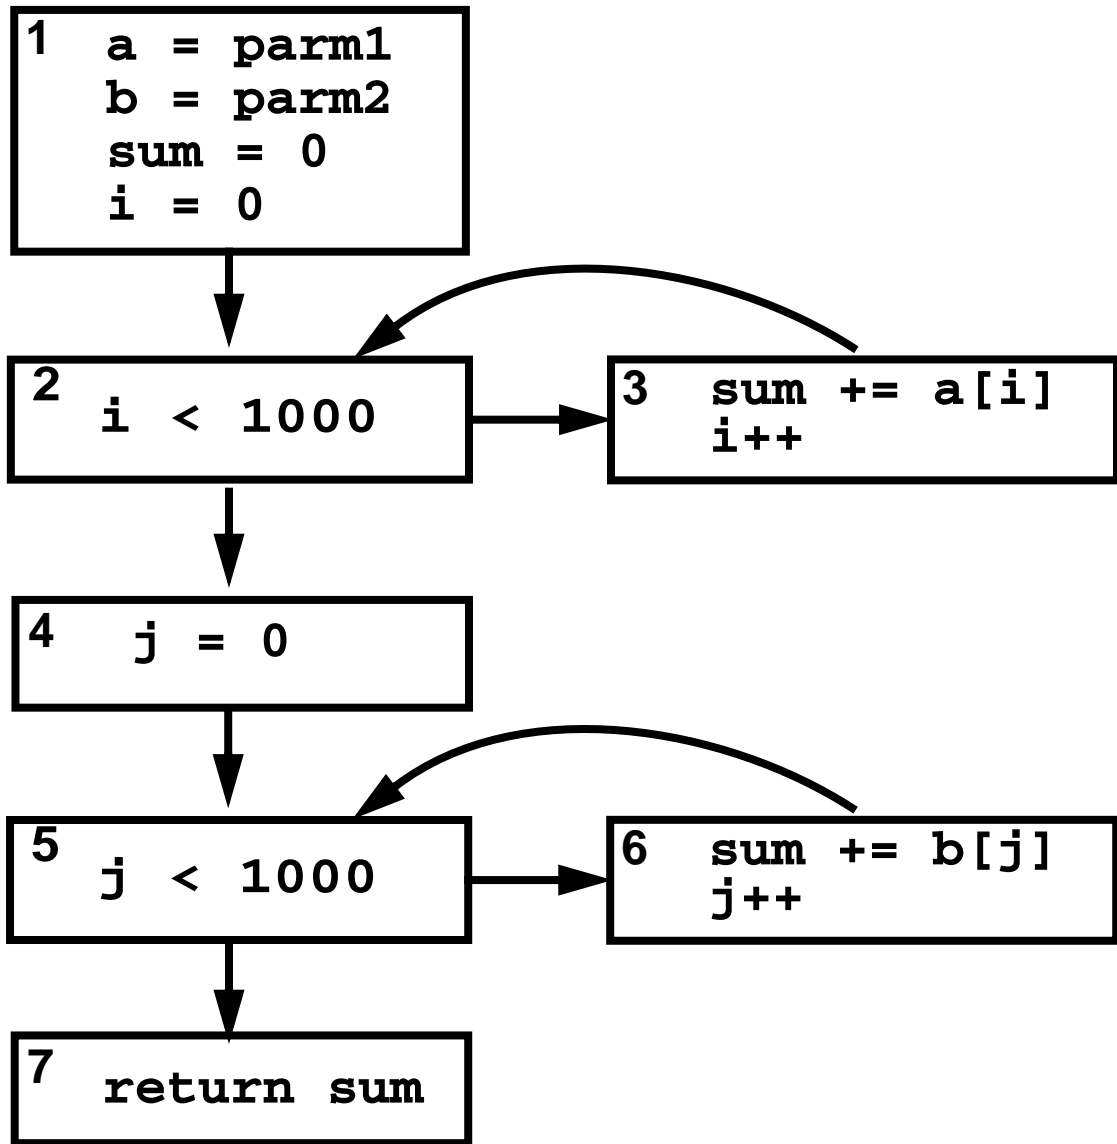 1 a = parm1
b = parm2
sum = 0
i = 0
2 i < 1000
3 sum += a[i]
i++
4 j = 0
5 j < 1000
6 sum += b[j]
j++
7 return sum